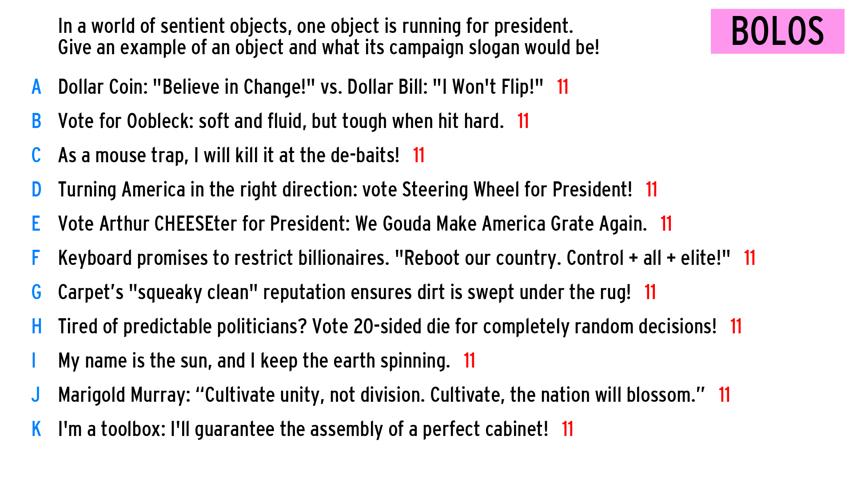 In a world of sentient objects, one object is running for president.
Give an example of an object and what its campaign slogan would be!
BOLOS
A Dollar Coin: "Believe in Change!" vs. Dollar Bill: "I Won't Flip!" 11
B Vote for Oobleck: soft and fluid, but tough when hit hard. 11
C As a mouse trap, I will kill it at the de-baits! 11
D Turning America in the right direction: vote Steering Wheel for President! 11
E Vote Arthur CHEESEter for President: We Gouda Make America Grate Again. 11
F Keyboard promises to restrict billionaires. "Reboot our country. Control + all + elite!" 11
G Carpet’s "squeaky clean" reputation ensures dirt is swept under the rug! 11
H Tired of predictable politicians? Vote 20-sided die for completely random decisions! 11
I My name is the sun, and I keep the earth spinning. 11
J Marigold Murray: “Cultivate unity, not division. Cultivate, the nation will blossom.” 11
K I'm a toolbox: I'll guarantee the assembly of a perfect cabinet! 11